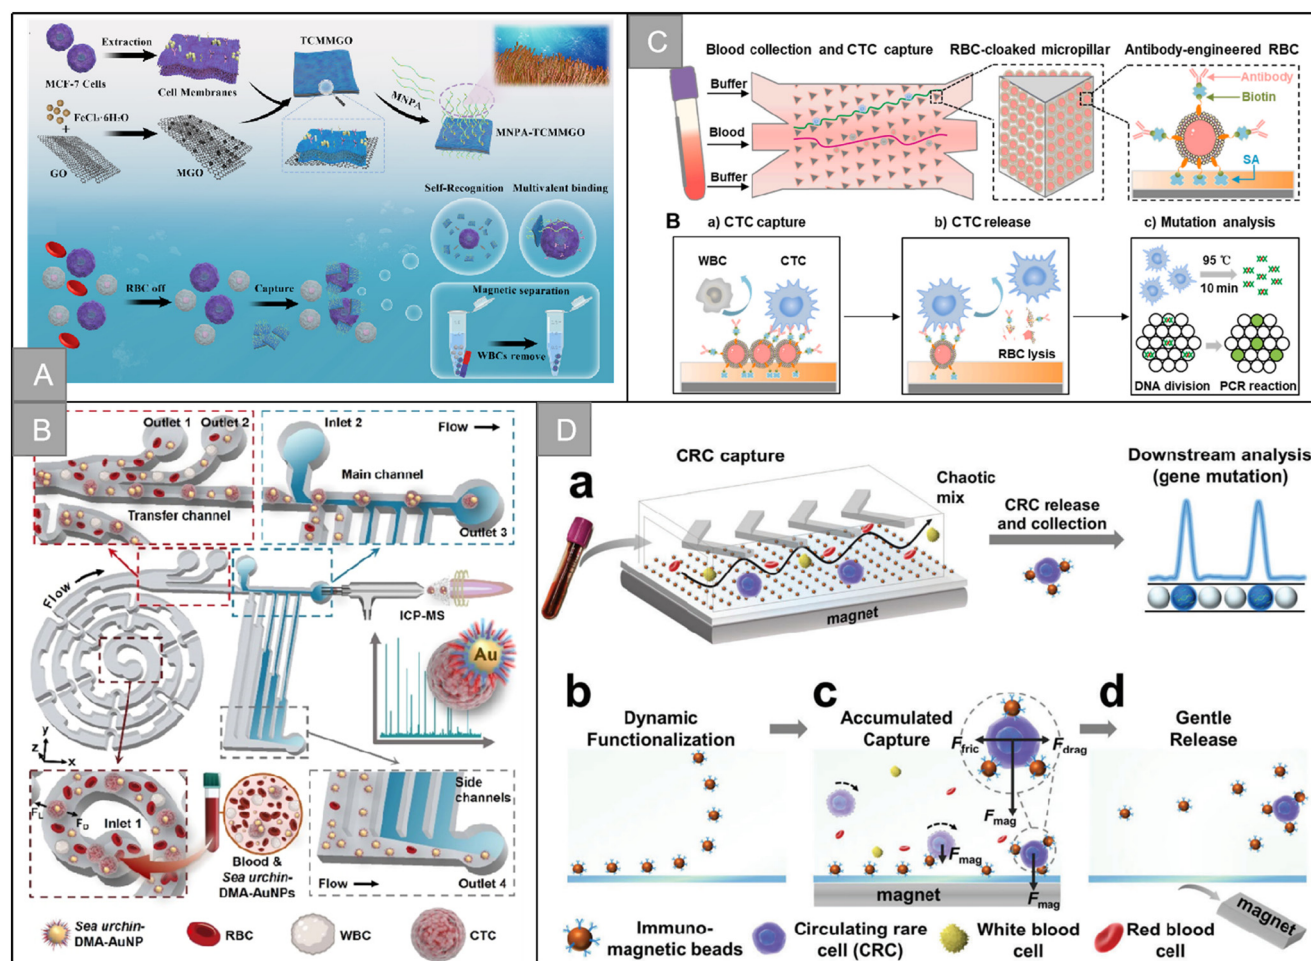 A
Extraction
MCF-7 Cells
Cell Membranes
TCMMGO
FeCl₃·6H₂O
+
GO
MGO
MNPA
MNPA-TCMMGO
Self-Recognition
Multivalent binding
RBC off
Capture
Magnetic separation
WBCs remove
C
Blood collection and CTC capture
RBC-cloaked micropillar
Antibody-engineered RBC
Buffer
Blood
Buffer
Antibody
Biotin
SA
B
a) CTC capture
b) CTC release
c) Mutation analysis
WBC
CTC
RBC lysis
95 ℃
10 min
DNA division
PCR reaction
B
Outlet 1
Outlet 2
Transfer channel
Inlet 2
Flow
Main channel
Outlet 3
Flow
ICP-MS
Au
y
z
x
F_L
F_D
Inlet 1
Blood &
Sea urchin-
DMA-AuNPs
Side
channels
Flow
Outlet 4
Sea urchin-
DMA-AuNP
RBC
WBC
CTC
D
a
CRC capture
Chaotic
mix
magnet
CRC release
and collection
Downstream analysis
(gene mutation)
b
Dynamic
Functionalization
c
Accumulated
Capture
F_fric
F_drag
F_mag
F_mag
F_mag
magnet
d
Gentle
Release
magnet
Immuno-
magnetic beads
Circulating rare
cell (CRC)
White blood
cell
Red blood
cell